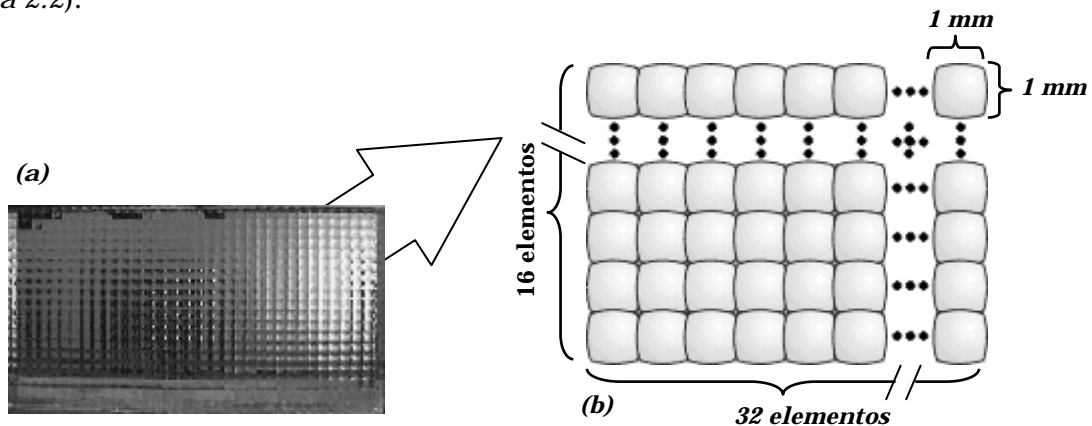 a 2.2).
1 mm
1 mm
(a)
16 elementos
(b)
32 elementos